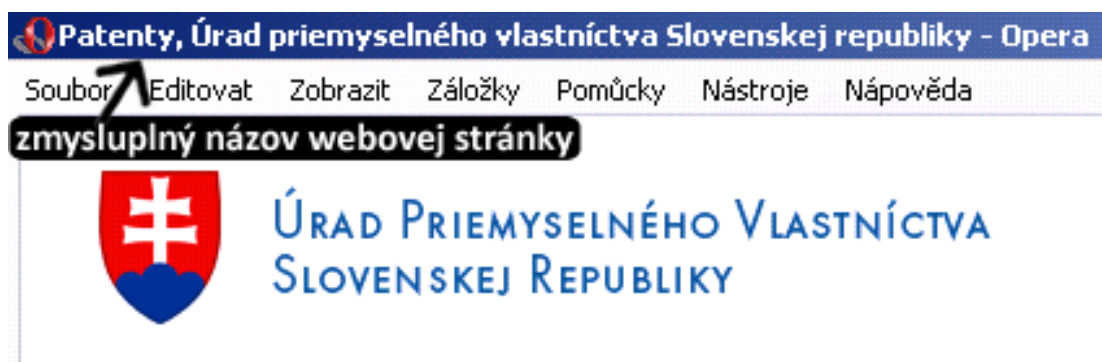 Patenty, Úrad priemyselného vlastníctva Slovenskej republiky - Opera
Soubor Editovat Zobrazit Záložky Pomůcky Nástroje Nápověda
zmysluplný názov webovej stránky
Úrad Priemyselného Vlastníctva
Slovenskej Republiky